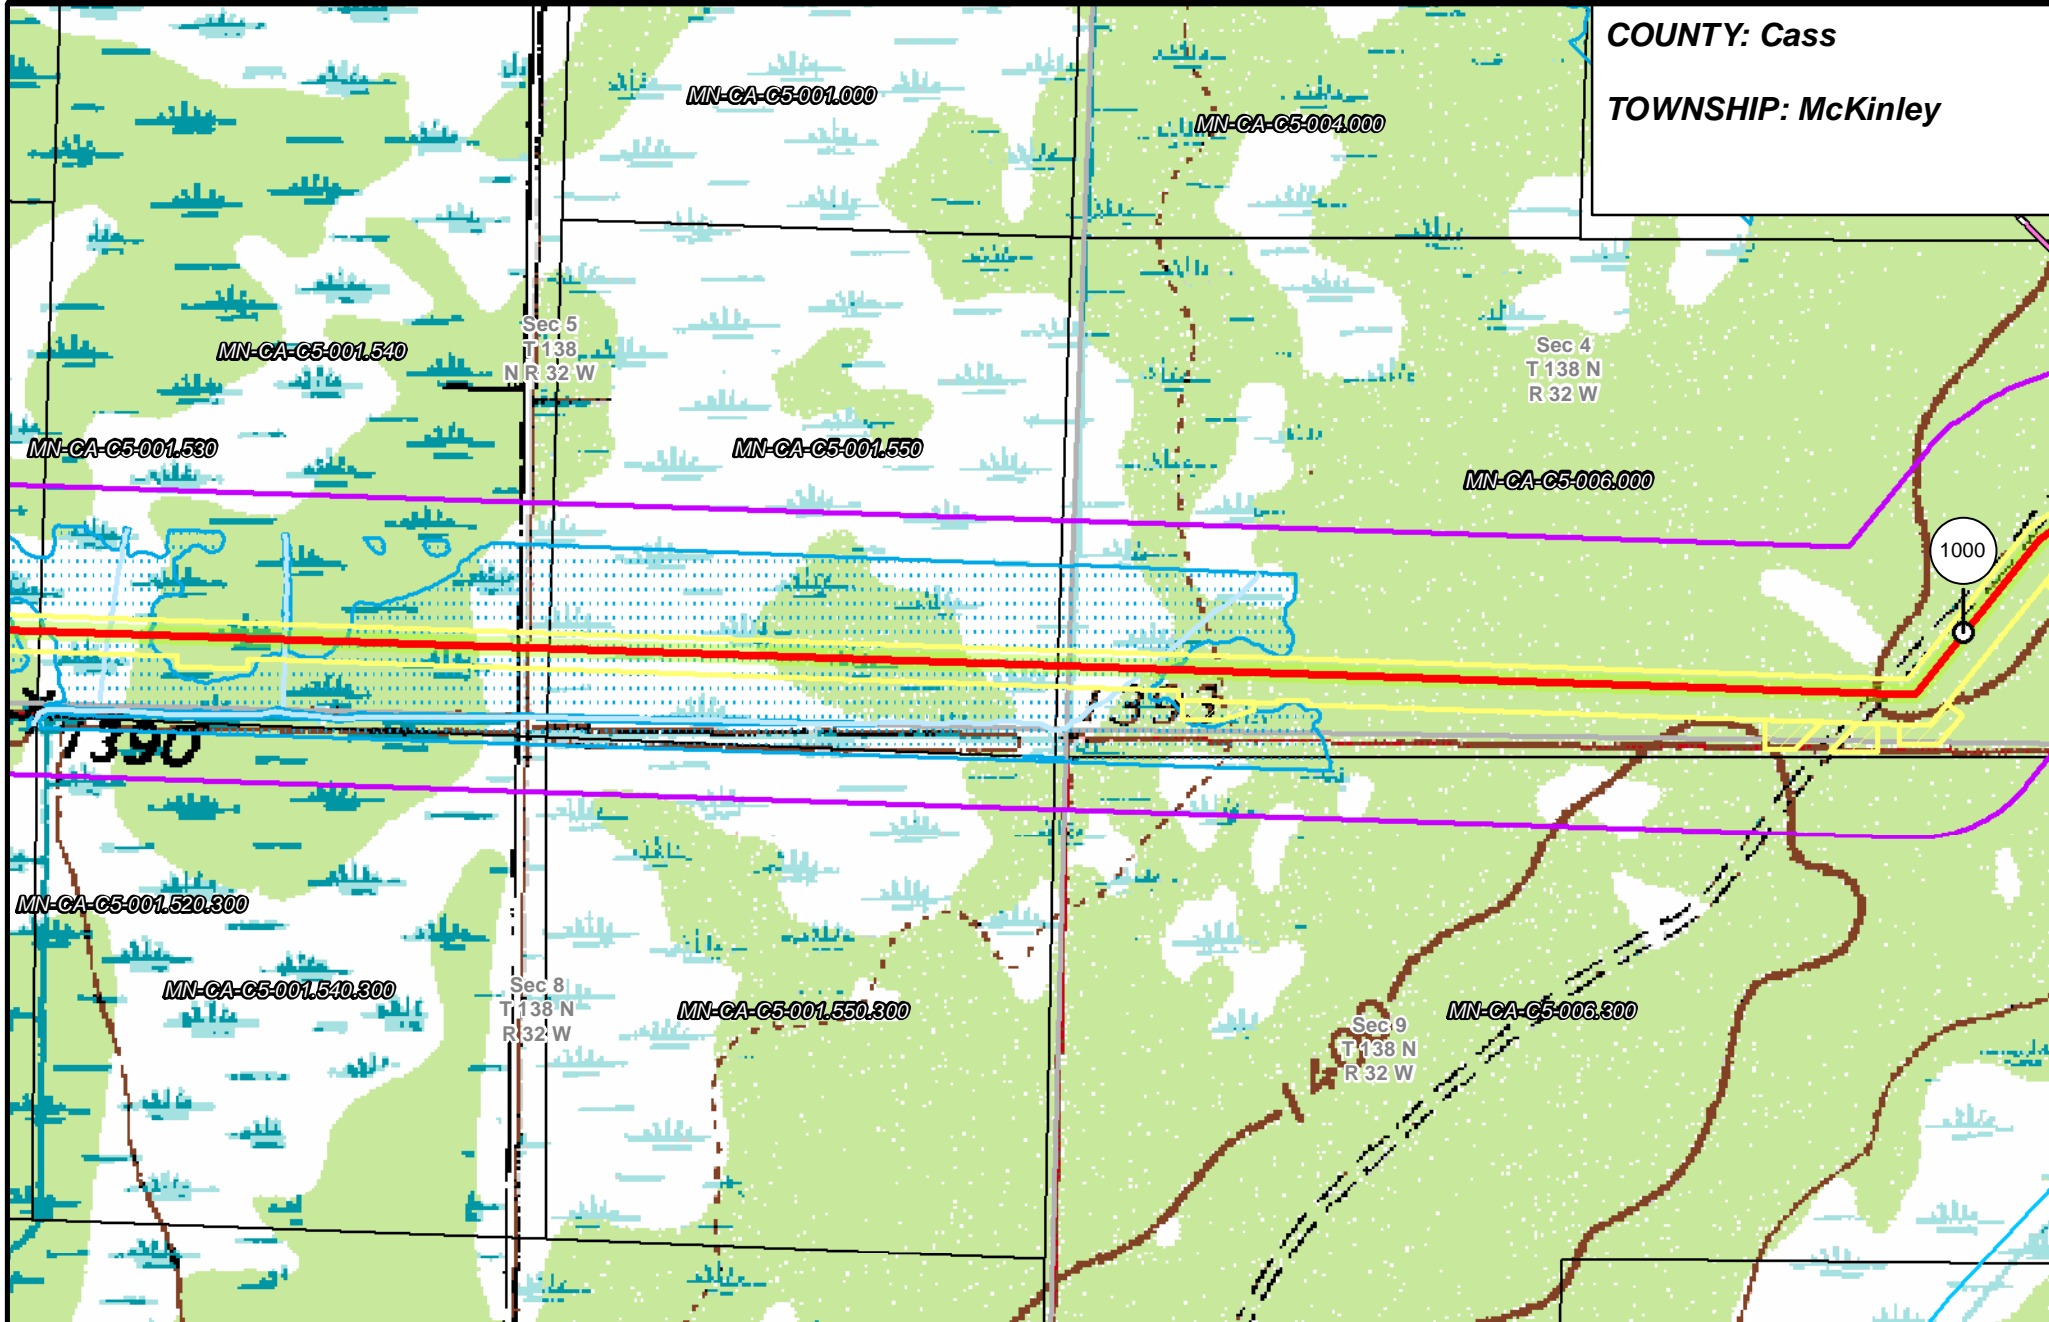 COUNTY: Cass
TOWNSHIP: McKinley
MN-CA-C5-001.000
MN-CA-C5-004.000
Sec 5
T 138
N R 32 W
MN-CA-C5-001.540
Sec 4
T 138 N
R 32 W
MN-CA-C5-001.530
MN-CA-C5-001.550
MN-CA-C5-006.000
1000
1353
1390
MN-CA-C5-001.520.300
MN-CA-C5-001.540.300
Sec 8
T 138 N
R 32 W
MN-CA-C5-001.550.300
MN-CA-C5-006.300
Sec 9
T 138 N
R 32 W
1400